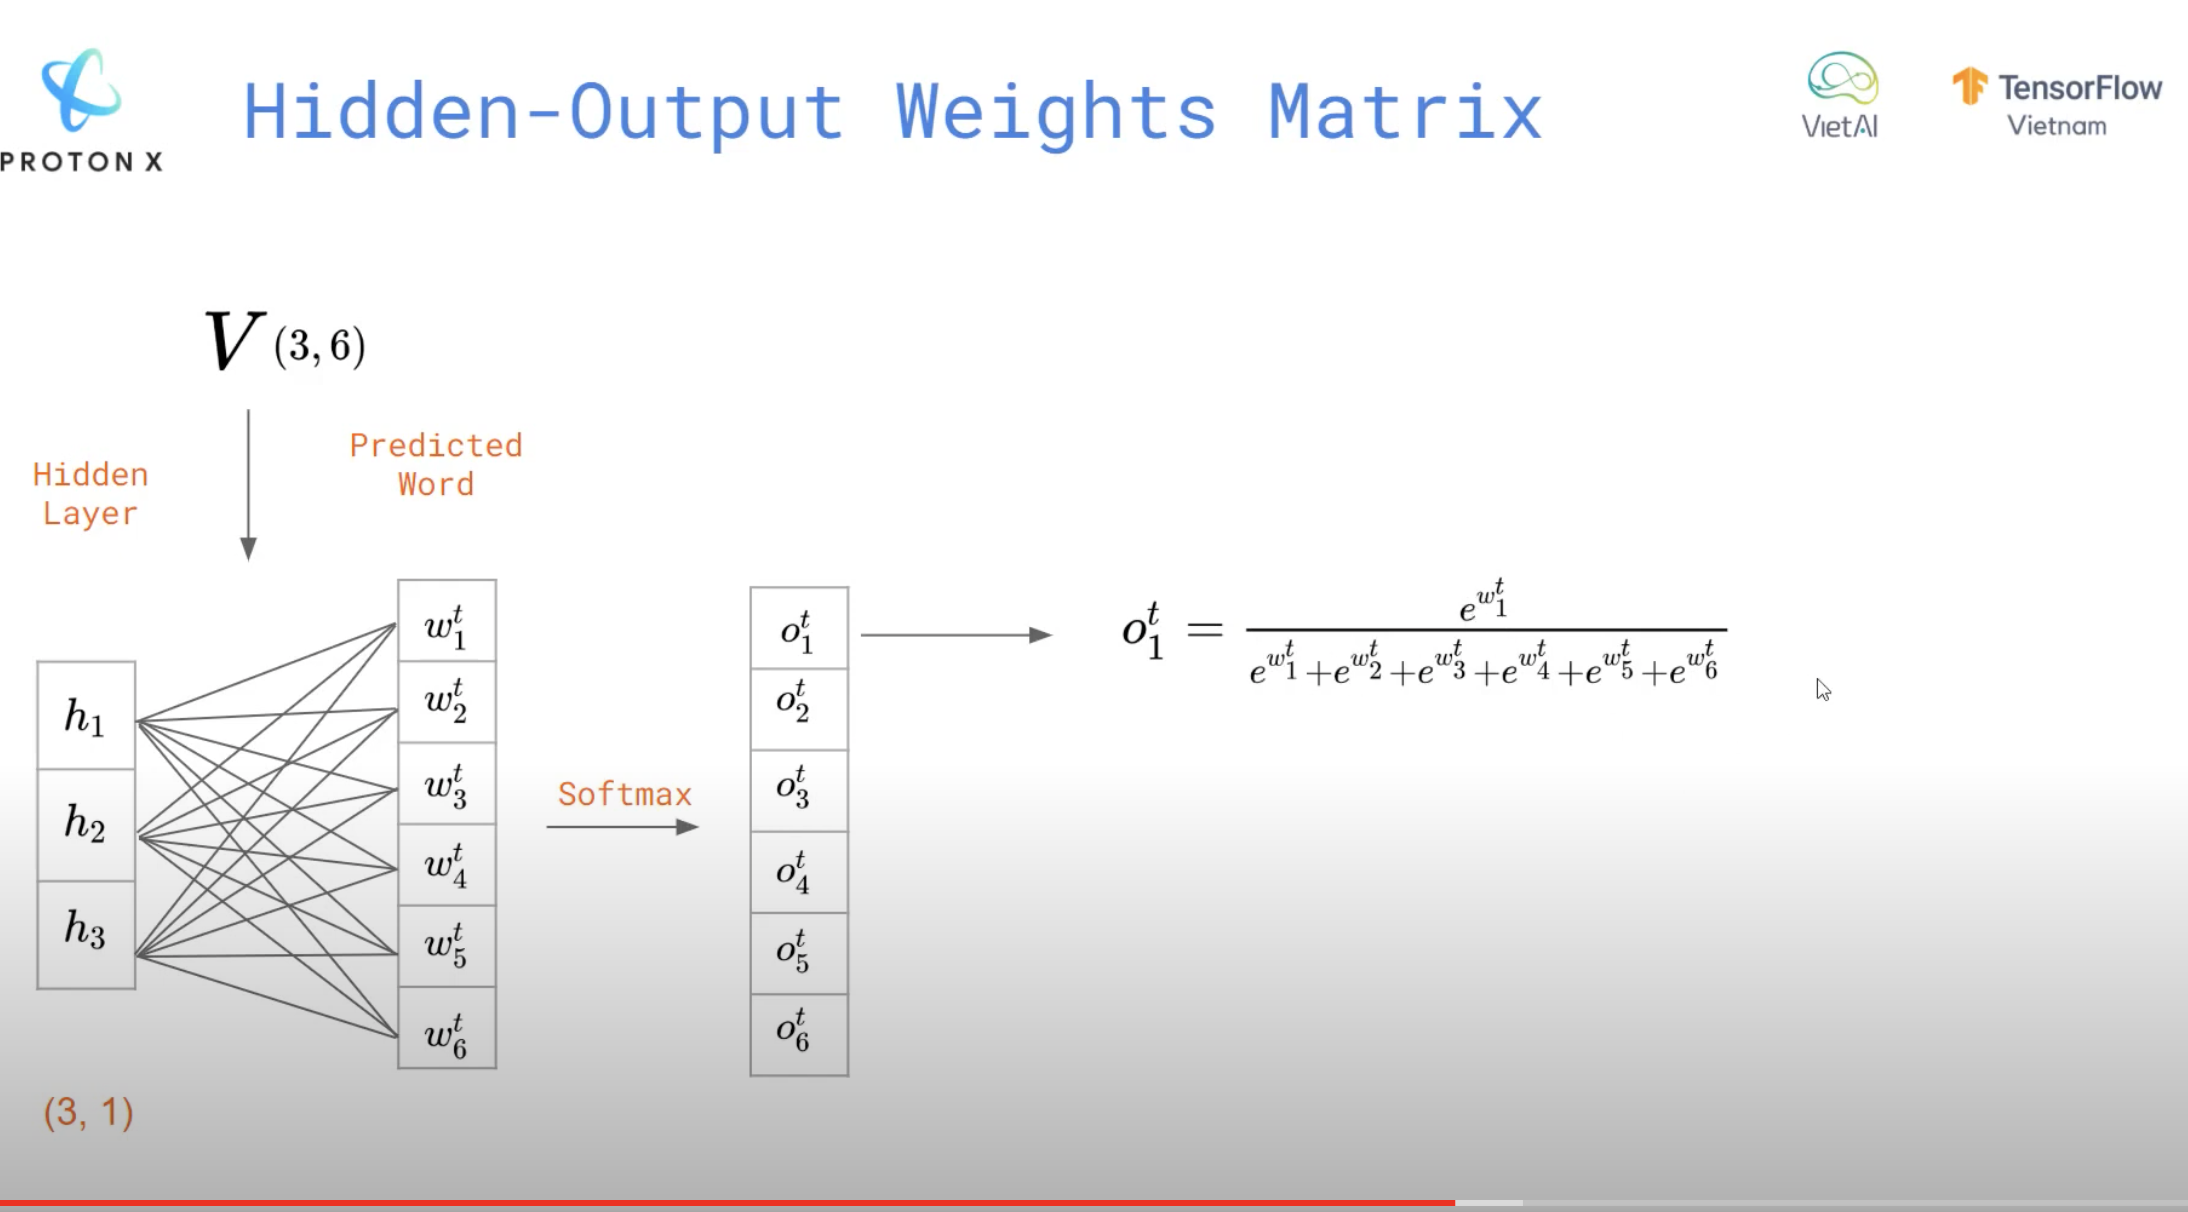 PROTON X
Hidden-Output Weights Matrix
VietAI
TensorFlow
Vietnam
V (3, 6)
Hidden
Layer
Predicted
Word
h₁
h₂
h₃
w₁ᵗ
w₂ᵗ
w₃ᵗ
w₄ᵗ
w₅ᵗ
w₆ᵗ
(3, 1)
Softmax
o₁ᵗ
o₂ᵗ
o₃ᵗ
o₄ᵗ
o₅ᵗ
o₆ᵗ
o₁ᵗ = e^{w₁ᵗ} / (e^{w₁ᵗ}+e^{w₂ᵗ}+e^{w₃ᵗ}+e^{w₄ᵗ}+e^{w₅ᵗ}+e^{w₆ᵗ})